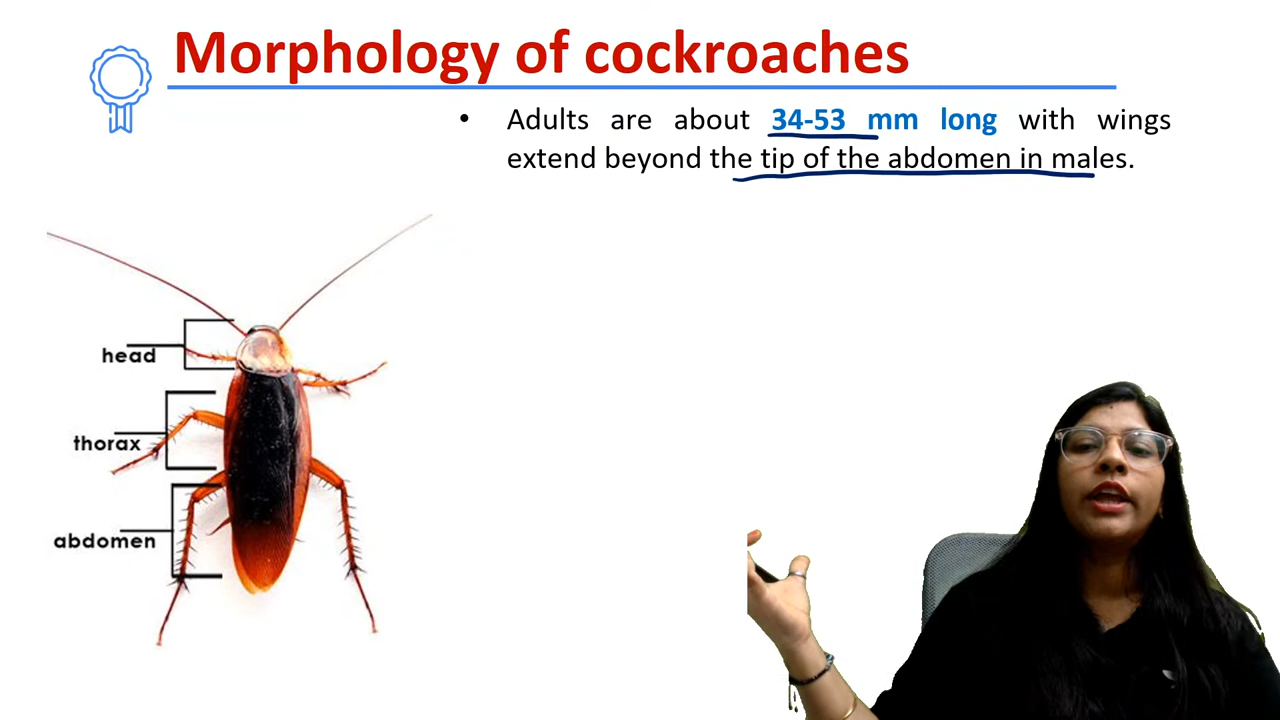 Morphology of cockroaches
• Adults are about 34-53 mm long with wings
extend beyond the tip of the abdomen in males.
head
thorax
abdomen